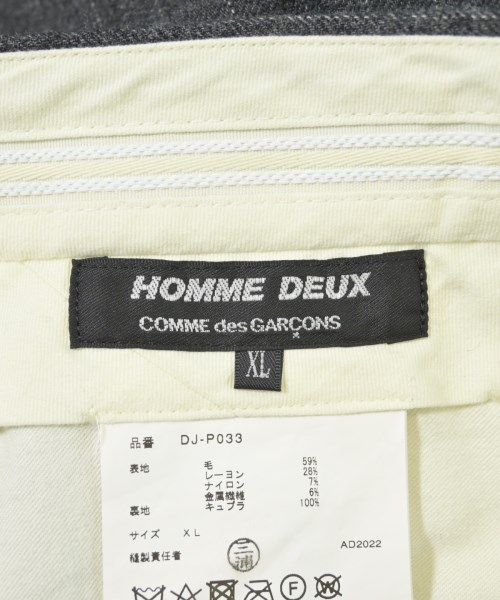 HOMME DEUX
COMME des GARÇONS
XL
品番 DJ-P033
表地 毛 59%
レーヨン 28%
ナイロン 7%
金属繊維 6%
裏地 キュプラ 100%
サイズ XL
縫製責任者 三浦 AD2022
F W